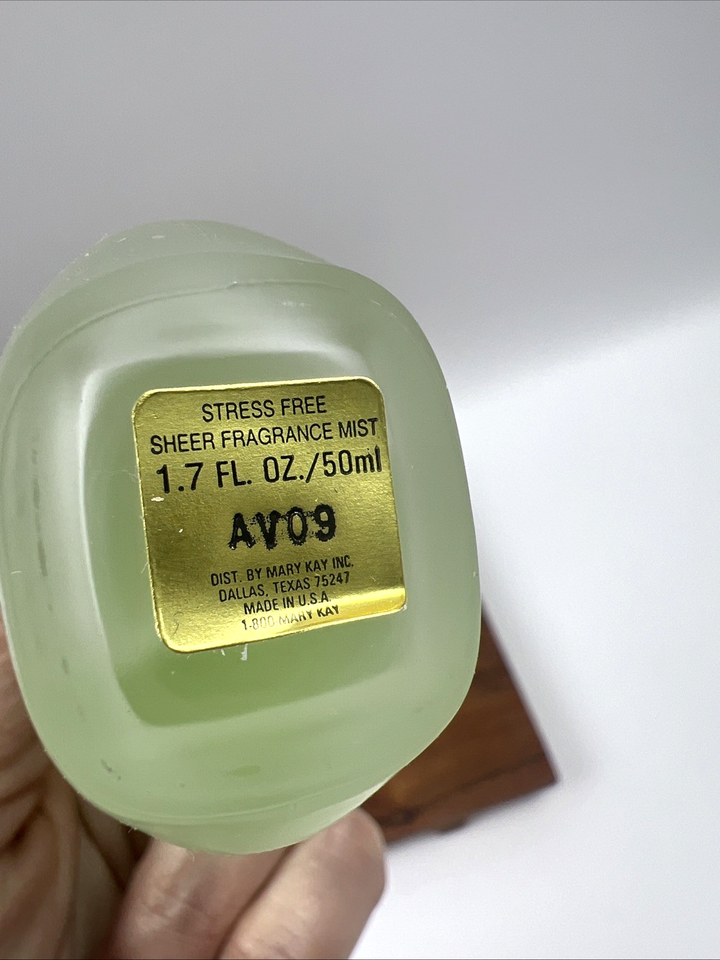 STRESS FREE
SHEER FRAGRANCE MIST
1.7 FL. OZ./50ml
AV09
DIST. BY MARY KAY INC.
DALLAS, TEXAS 75247
MADE IN U.S.A.
1-800 MARY KAY